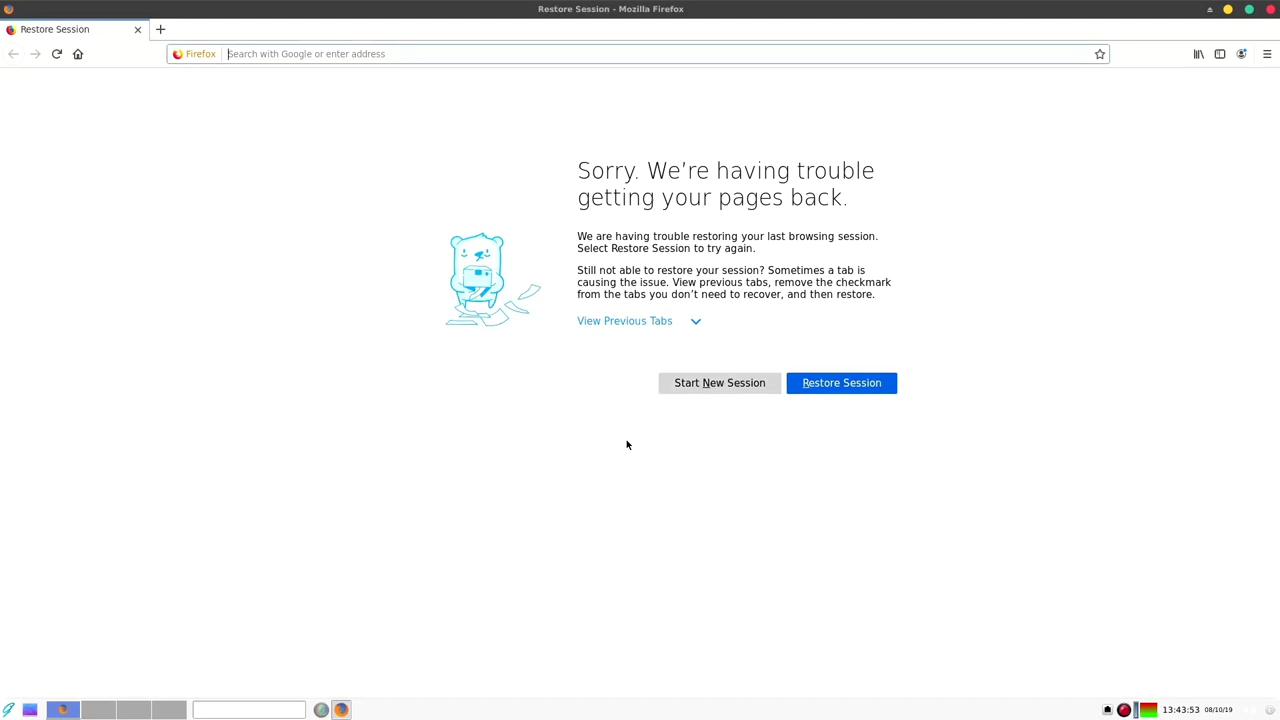 Restore Session - Mozilla Firefox
Restore Session
Firefox
Search with Google or enter address
Sorry. We're having trouble
getting your pages back.
We are having trouble restoring your last browsing session.
Select Restore Session to try again.
Still not able to restore your session? Sometimes a tab is
causing the issue. View previous tabs, remove the checkmark
from the tabs you don't need to recover, and then restore.
View Previous Tabs
Start New Session
Restore Session
13:43:53 08/10/19